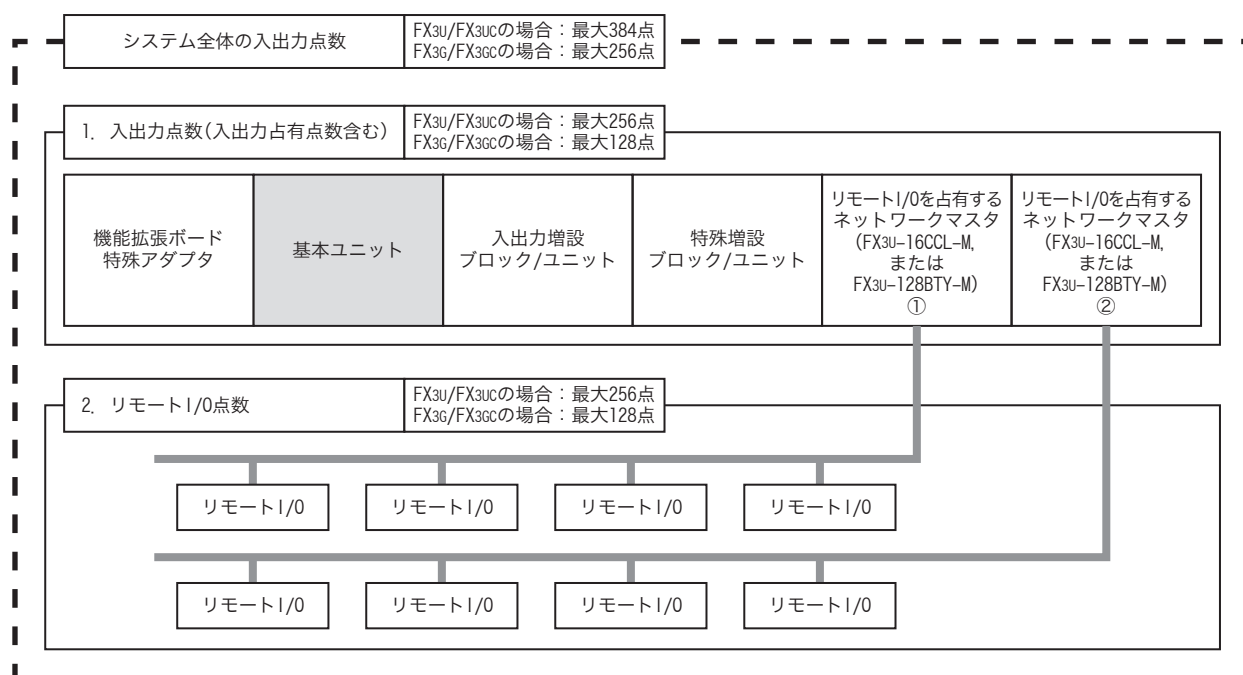 システム全体の入出力点数
FX3U/FX3UCの場合：最大384点
FX3G/FX3GCの場合：最大256点
1. 入出力点数(入出力占有点数含む)
FX3U/FX3UCの場合：最大256点
FX3G/FX3GCの場合：最大128点
機能拡張ボード
特殊アダプタ
基本ユニット
入出力増設
ブロック/ユニット
特殊増設
ブロック/ユニット
リモートI/Oを占有する
ネットワークマスタ
(FX3U-16CCL-M,
または
FX3U-128BTY-M)
①
リモートI/Oを占有する
ネットワークマスタ
(FX3U-16CCL-M,
または
FX3U-128BTY-M)
②
2. リモートI/O点数
FX3U/FX3UCの場合：最大256点
FX3G/FX3GCの場合：最大128点
リモートI/O
リモートI/O
リモートI/O
リモートI/O
リモートI/O
リモートI/O
リモートI/O
リモートI/O